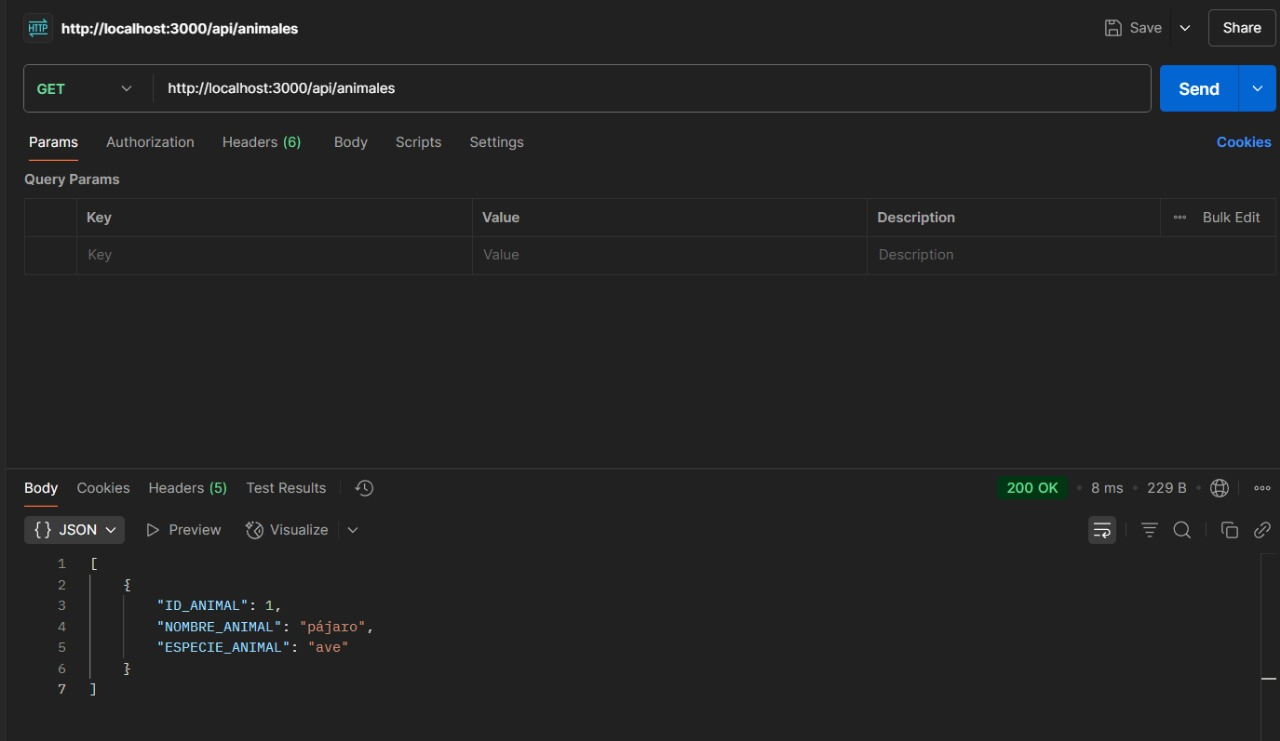 HTTP http://localhost:3000/api/animales Save Share
GET http://localhost:3000/api/animales Send
Params Authorization Headers (6) Body Scripts Settings Cookies
Query Params
Key Value Description Bulk Edit
Key Value Description
Body Cookies Headers (5) Test Results 200 OK • 8 ms • 229 B •
{} JSON Preview Visualize
1 [
2 {
3 "ID_ANIMAL": 1,
4 "NOMBRE_ANIMAL": "pájaro",
5 "ESPECIE_ANIMAL": "ave"
6 }
7 ]